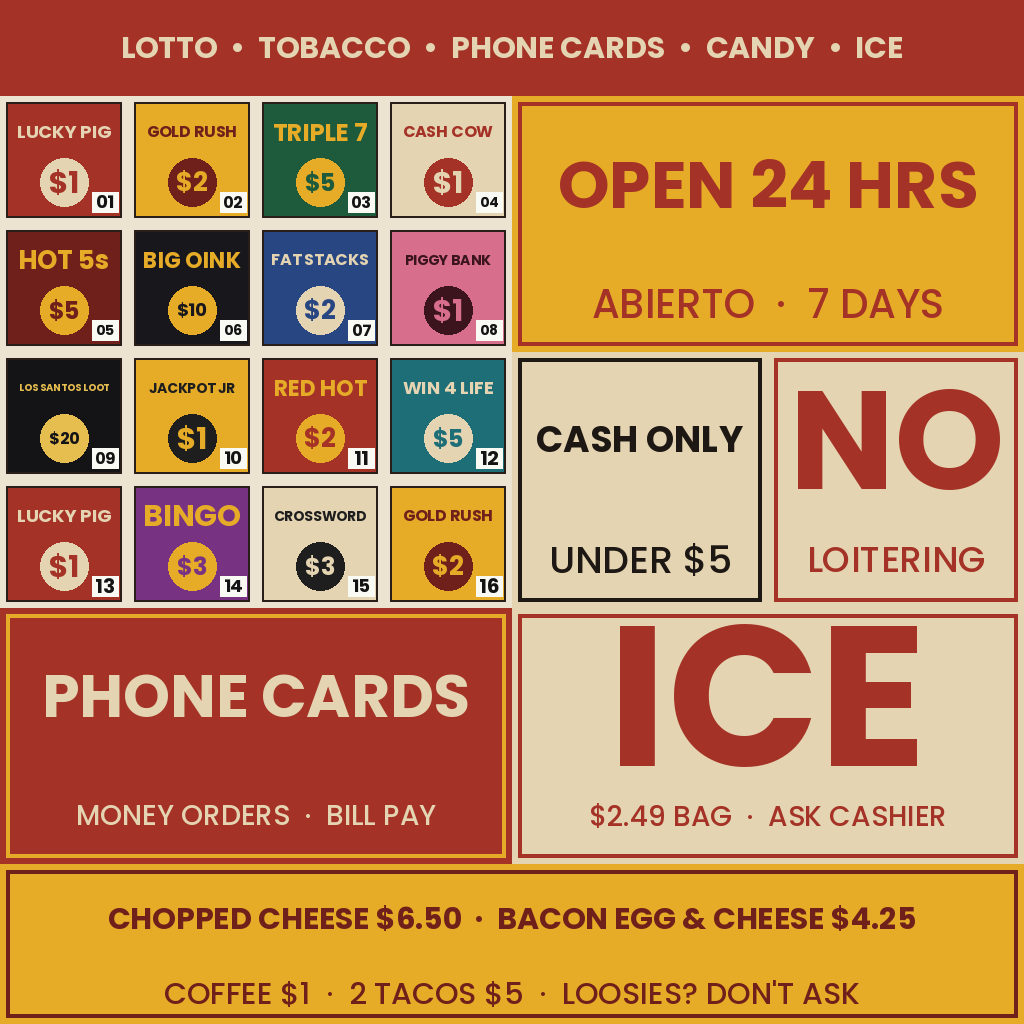 LOTTO • TOBACCO • PHONE CARDS • CANDY • ICE
LUCKY PIG
$1
01
GOLD RUSH
$2
02
TRIPLE 7
$5
03
CASH COW
$1
04
HOT 5s
$5
05
BIG OINK
$10
06
FAT STACKS
$2
07
PIGGY BANK
$1
08
LOS SANTOS LOOT
$20
09
JACKPOT JR
$1
10
RED HOT
$2
11
WIN 4 LIFE
$5
12
LUCKY PIG
$1
13
BINGO
$3
14
CROSSWORD
$3
15
GOLD RUSH
$2
16
OPEN 24 HRS
ABIERTO · 7 DAYS
CASH ONLY
UNDER $5
NO
LOITERING
PHONE CARDS
MONEY ORDERS · BILL PAY
ICE
$2.49 BAG · ASK CASHIER
CHOPPED CHEESE $6.50 · BACON EGG & CHEESE $4.25
COFFEE $1 · 2 TACOS $5 · LOOSIES? DON'T ASK